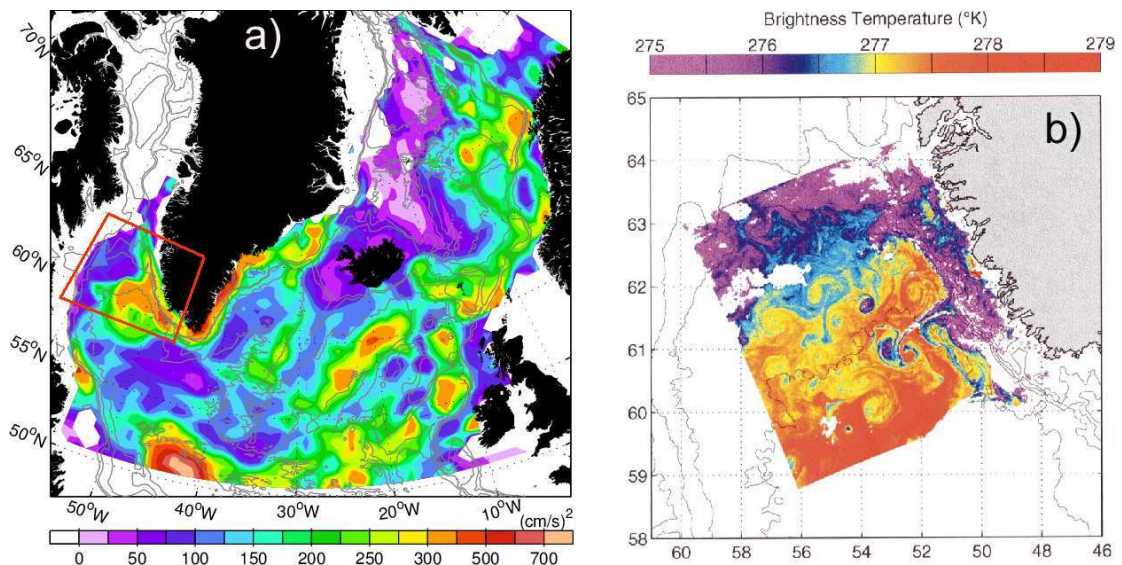 a)
70°N
65°N
60°N
55°N
50°N
50°W 40°W 30°W 20°W 10°W
(cm/s)²
0 50 100 150 200 250 300 500 700
Brightness Temperature (°K)
275 276 277 278 279
b)
65
64
63
62
61
60
59
58
60 58 56 54 52 50 48 46